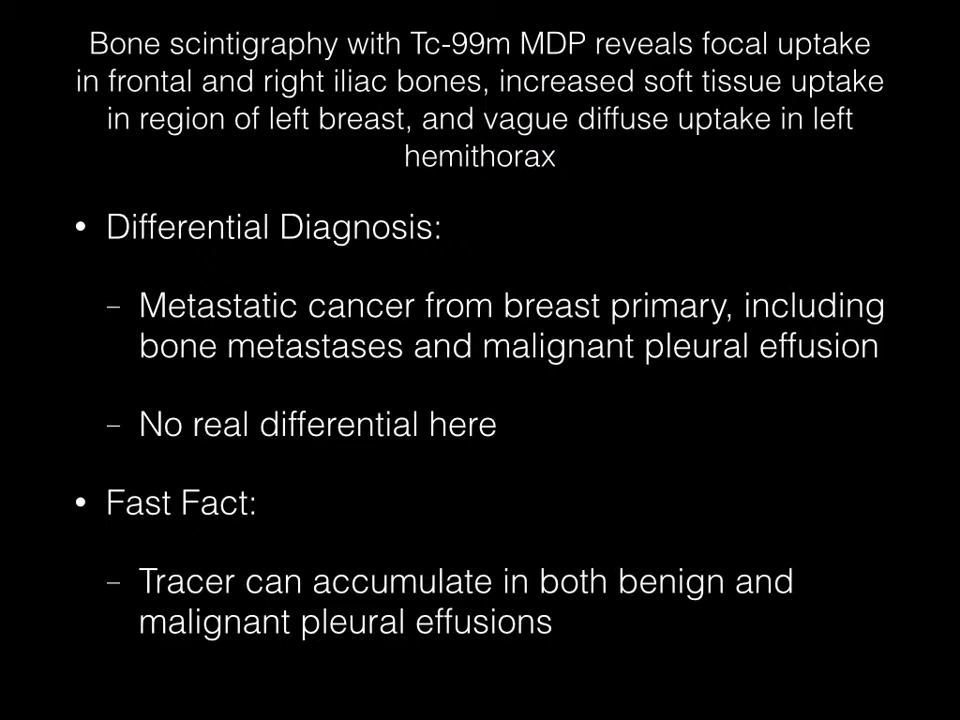 Bone scintigraphy with Tc-99m MDP reveals focal uptake
in frontal and right iliac bones, increased soft tissue uptake
in region of left breast, and vague diffuse uptake in left
hemithorax
• Differential Diagnosis:
– Metastatic cancer from breast primary, including
bone metastases and malignant pleural effusion
– No real differential here
• Fast Fact:
– Tracer can accumulate in both benign and
malignant pleural effusions